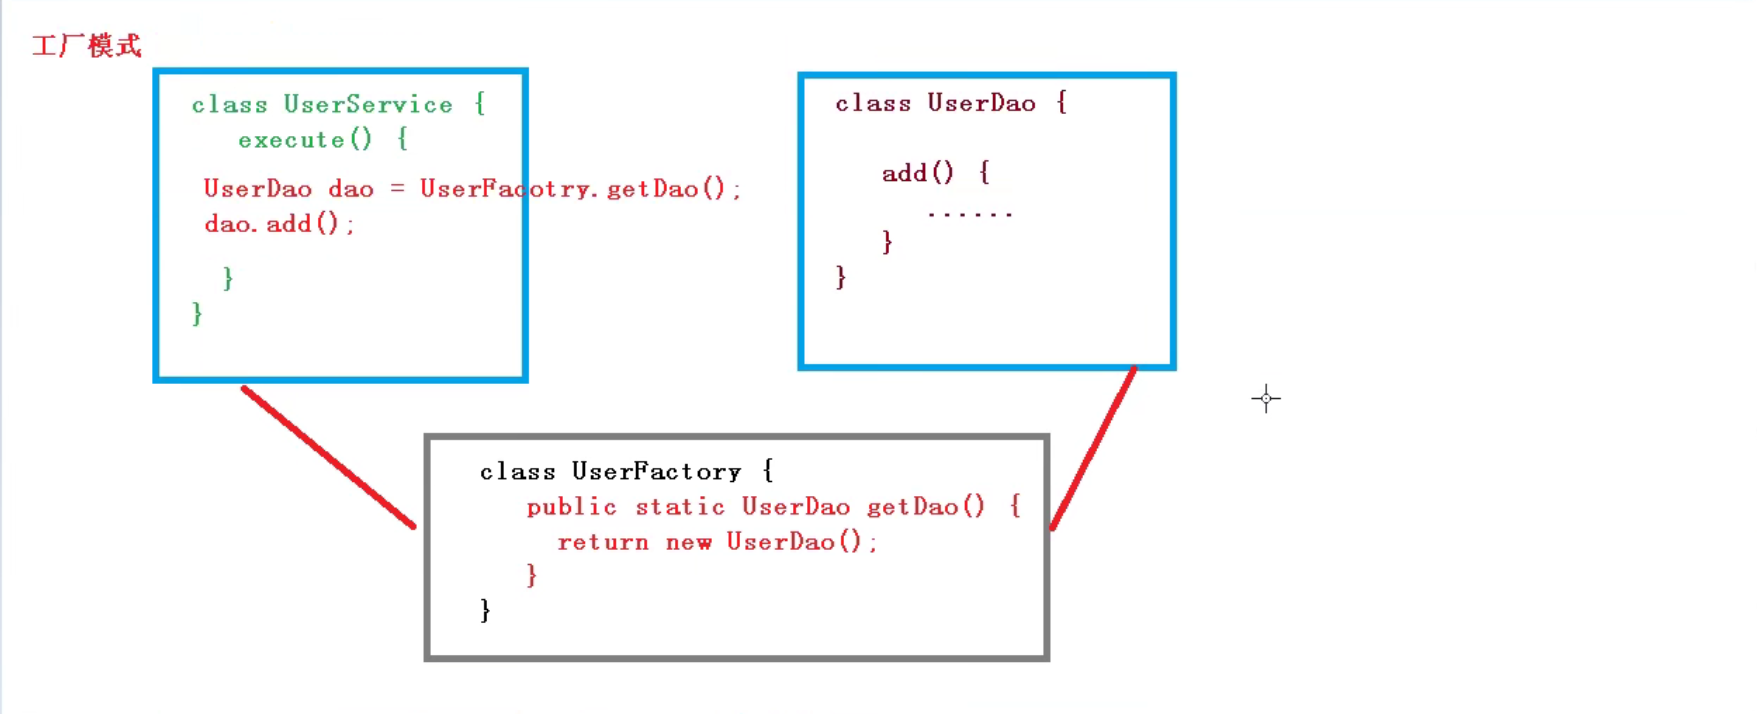 工厂模式
class UserService {
execute() {
UserDao dao = UserFacotry.getDao();
dao.add();
}
}
class UserDao {
add() {
......
}
}
class UserFactory {
public static UserDao getDao() {
return new UserDao();
}
}